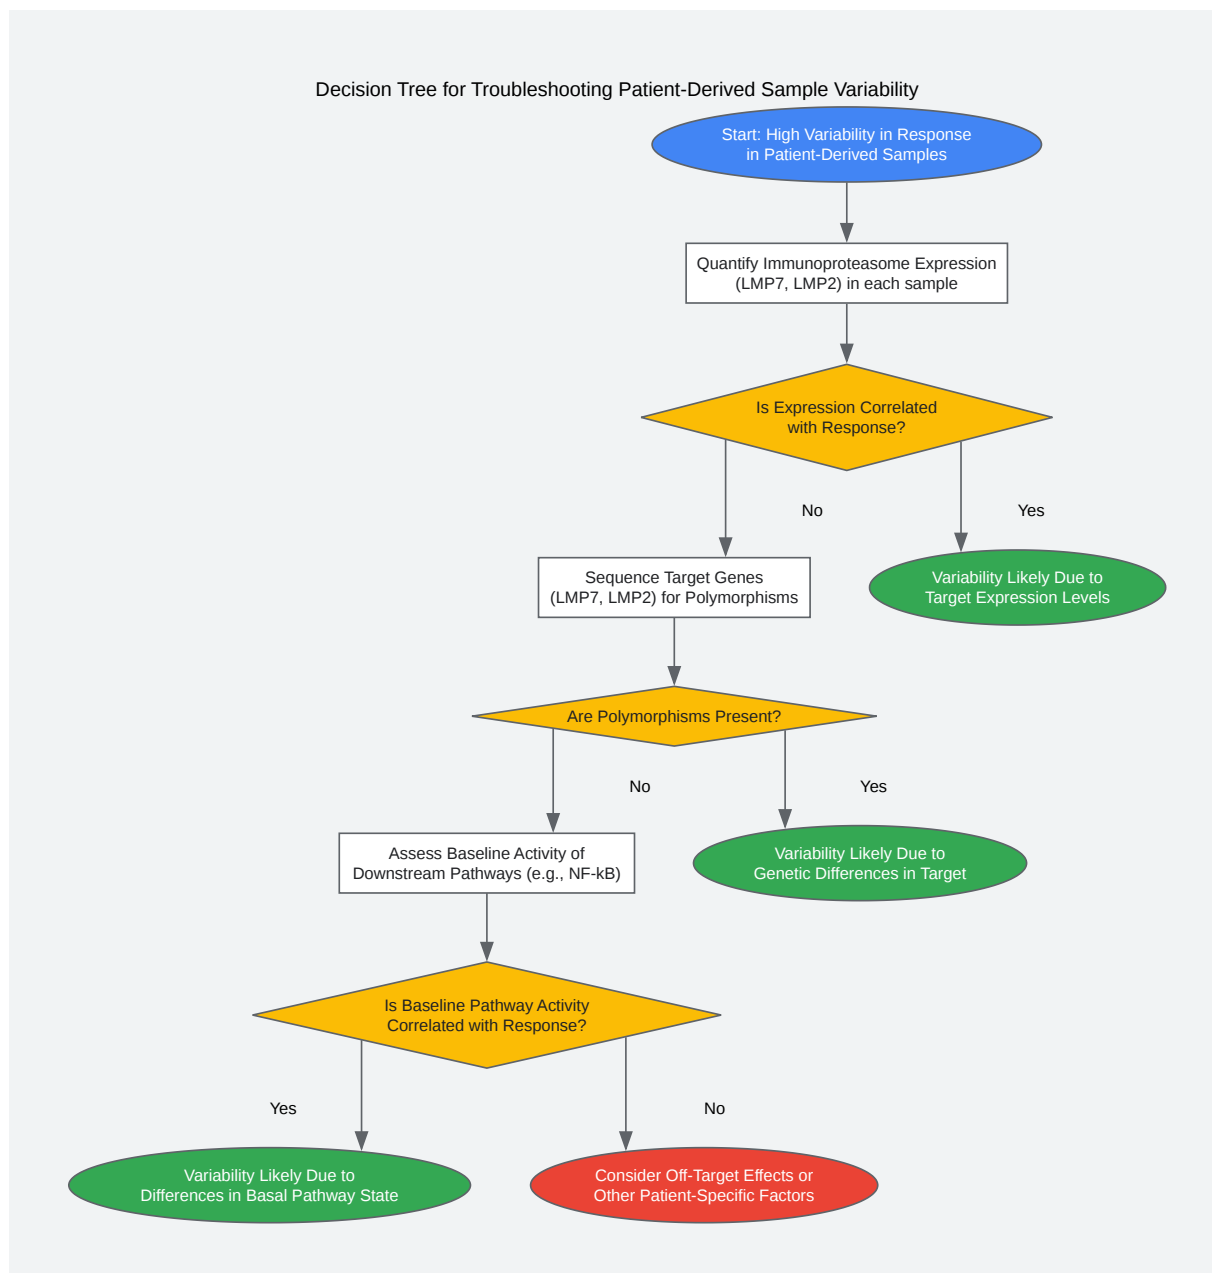 Decision Tree for Troubleshooting Patient-Derived Sample Variability
Start: High Variability in Response
in Patient-Derived Samples
Quantify Immunoproteasome Expression
(LMP7, LMP2) in each sample
Is Expression Correlated
with Response?
No
Yes
Sequence Target Genes
(LMP7, LMP2) for Polymorphisms
Variability Likely Due to
Target Expression Levels
Are Polymorphisms Present?
No
Yes
Assess Baseline Activity of
Downstream Pathways (e.g., NF-kB)
Variability Likely Due to
Genetic Differences in Target
Is Baseline Pathway Activity
Correlated with Response?
Yes
No
Variability Likely Due to
Differences in Basal Pathway State
Consider Off-Target Effects or
Other Patient-Specific Factors